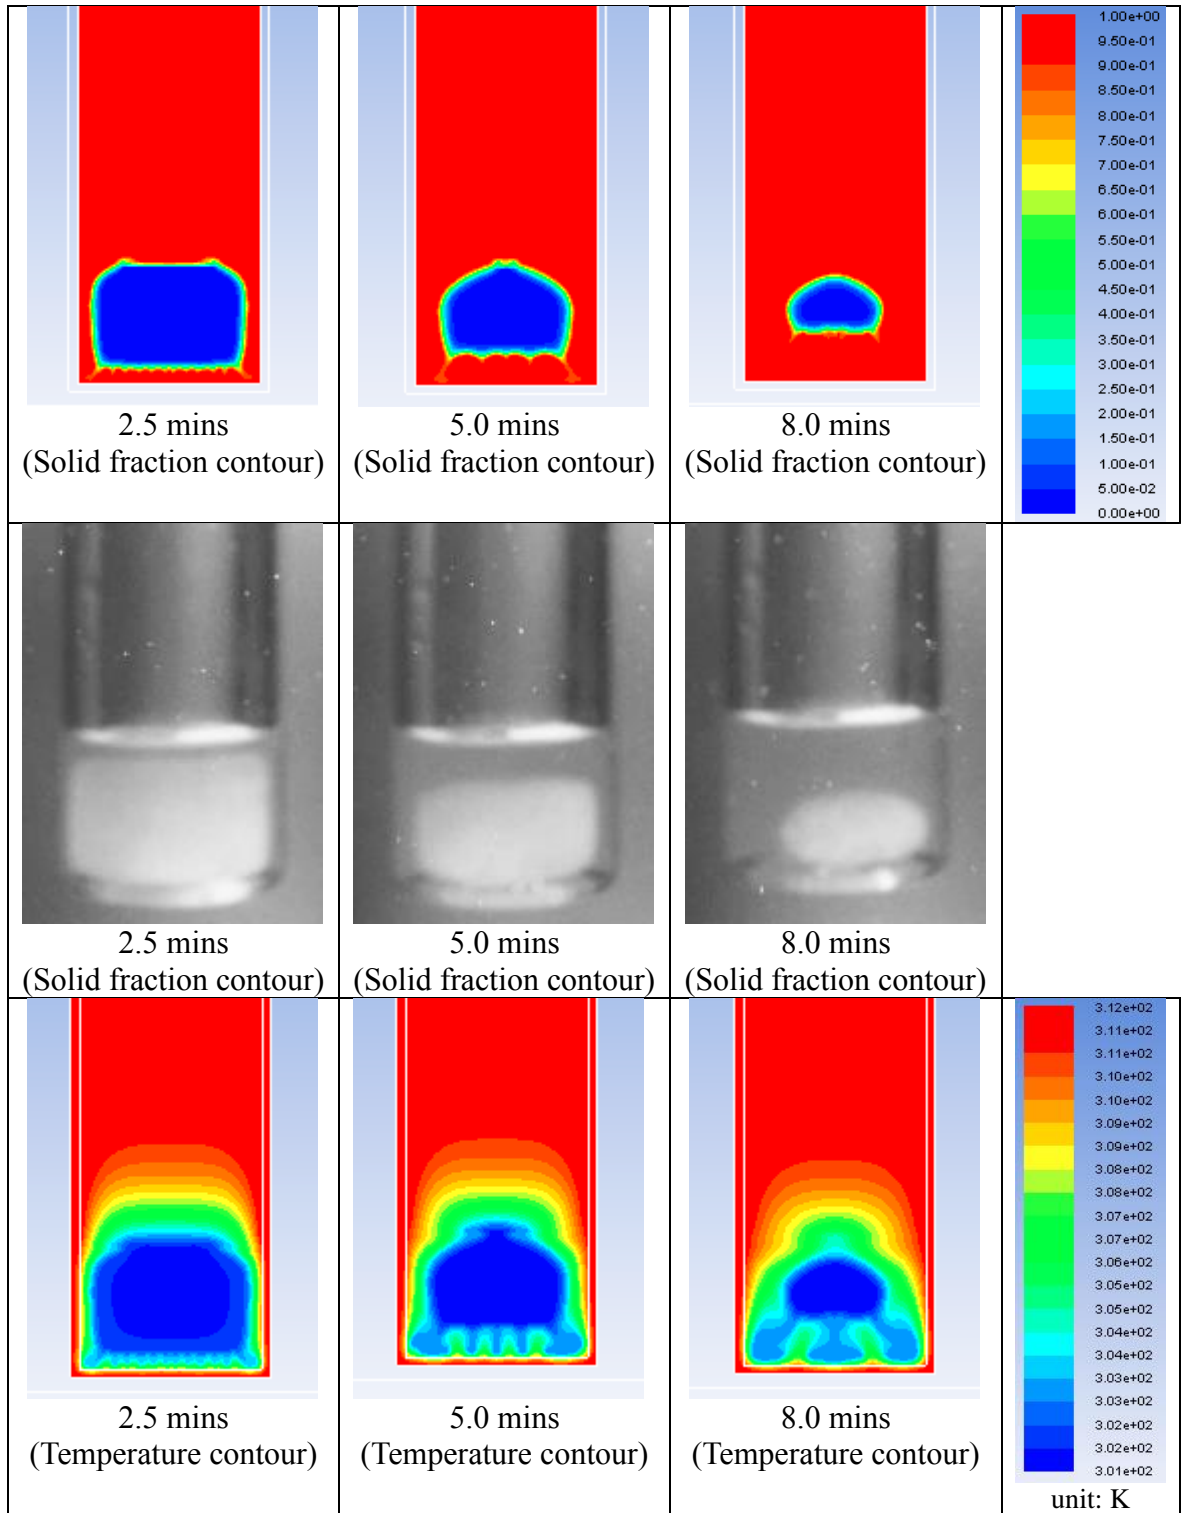 1.00e+00
9.50e-01
9.00e-01
8.50e-01
8.00e-01
7.50e-01
7.00e-01
6.50e-01
6.00e-01
5.50e-01
5.00e-01
4.50e-01
4.00e-01
3.50e-01
3.00e-01
2.50e-01
2.00e-01
1.50e-01
1.00e-01
5.00e-02
0.00e+00
2.5 mins
(Solid fraction contour)
5.0 mins
(Solid fraction contour)
8.0 mins
(Solid fraction contour)
2.5 mins
(Solid fraction contour)
5.0 mins
(Solid fraction contour)
8.0 mins
(Solid fraction contour)
3.12e+02
3.11e+02
3.11e+02
3.10e+02
3.10e+02
3.09e+02
3.09e+02
3.08e+02
3.08e+02
3.07e+02
3.07e+02
3.06e+02
3.05e+02
3.05e+02
3.04e+02
3.04e+02
3.03e+02
3.03e+02
3.02e+02
3.02e+02
3.01e+02
unit: K
2.5 mins
(Temperature contour)
5.0 mins
(Temperature contour)
8.0 mins
(Temperature contour)